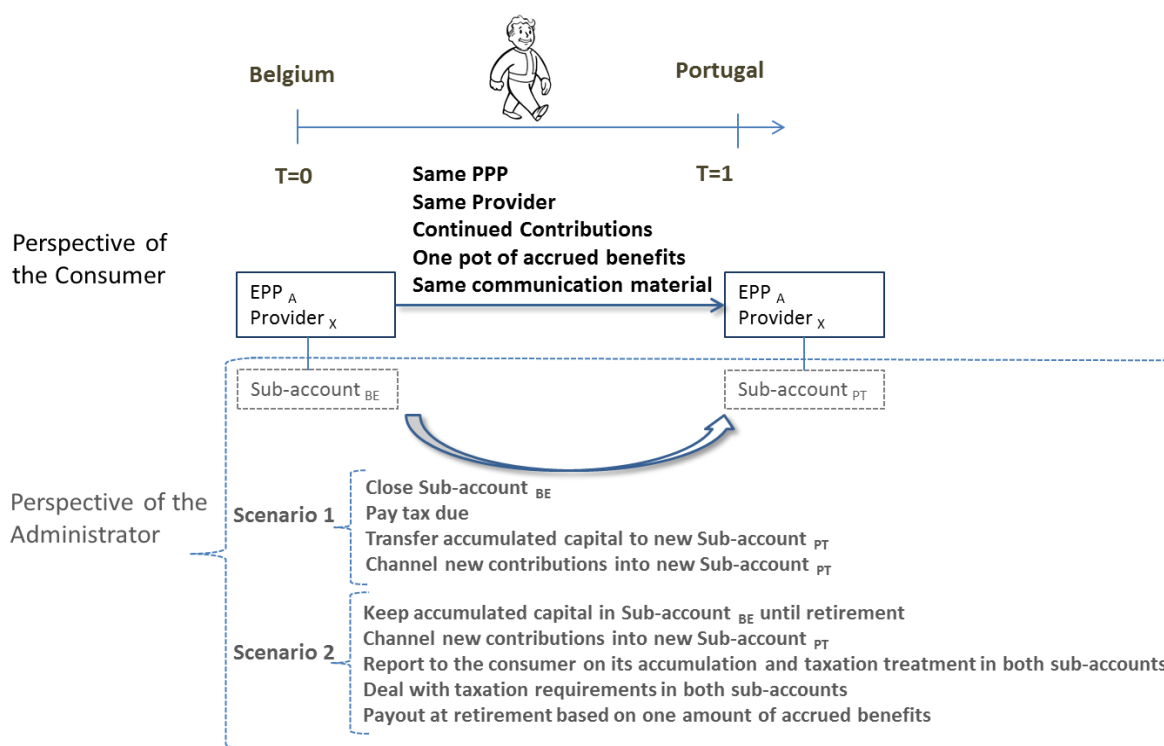 Belgium
Portugal
T=0
T=1
Same PPP
Same Provider
Continued Contributions
One pot of accrued benefits
Same communication material
Perspective of
the Consumer
EPP A
Provider X
EPP A
Provider X
Sub-account BE
Sub-account PT
Perspective of the
Administrator
Scenario 1
Close Sub-account BE
Pay tax due
Transfer accumulated capital to new Sub-account PT
Channel new contributions into new Sub-account PT
Scenario 2
Keep accumulated capital in Sub-account BE until retirement
Channel new contributions into new Sub-account PT
Report to the consumer on its accumulation and taxation treatment in both sub-accounts
Deal with taxation requirements in both sub-accounts
Payout at retirement based on one amount of accrued benefits